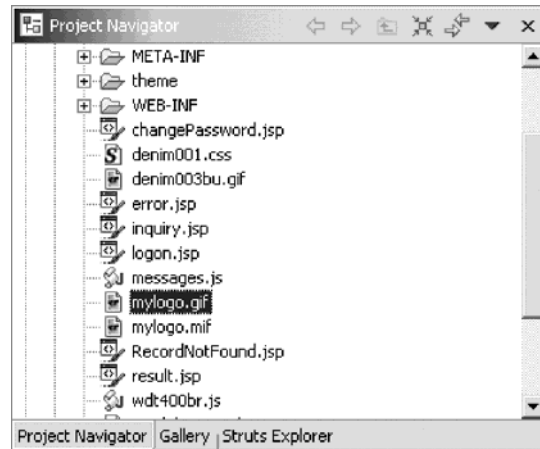 Project Navigator
META-INF
theme
WEB-INF
changePassword.jsp
denim001.css
denim003bu.gif
error.jsp
inquiry.jsp
logon.jsp
messages.js
mylogo.gif
mylogo.mif
RecordNotFound.jsp
result.jsp
wdt400br.js
Project Navigator Gallery Struts Explorer